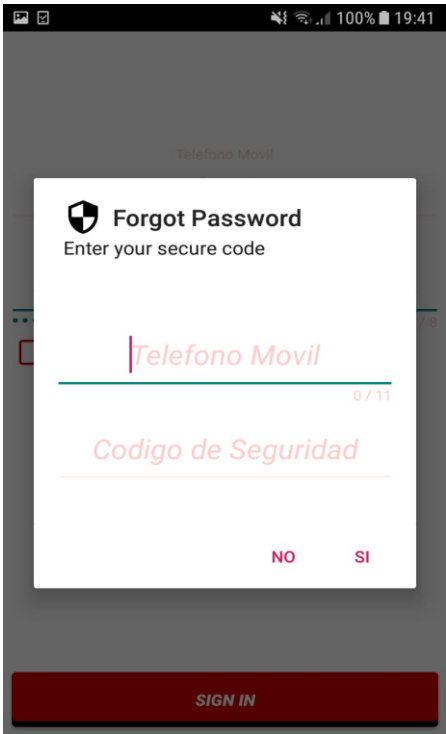 100% 19:41
Telefono Movil
Forgot Password
Enter your secure code
Telefono Movil
/ 8
0 / 11
Codigo de Seguridad
NO SI
SIGN IN